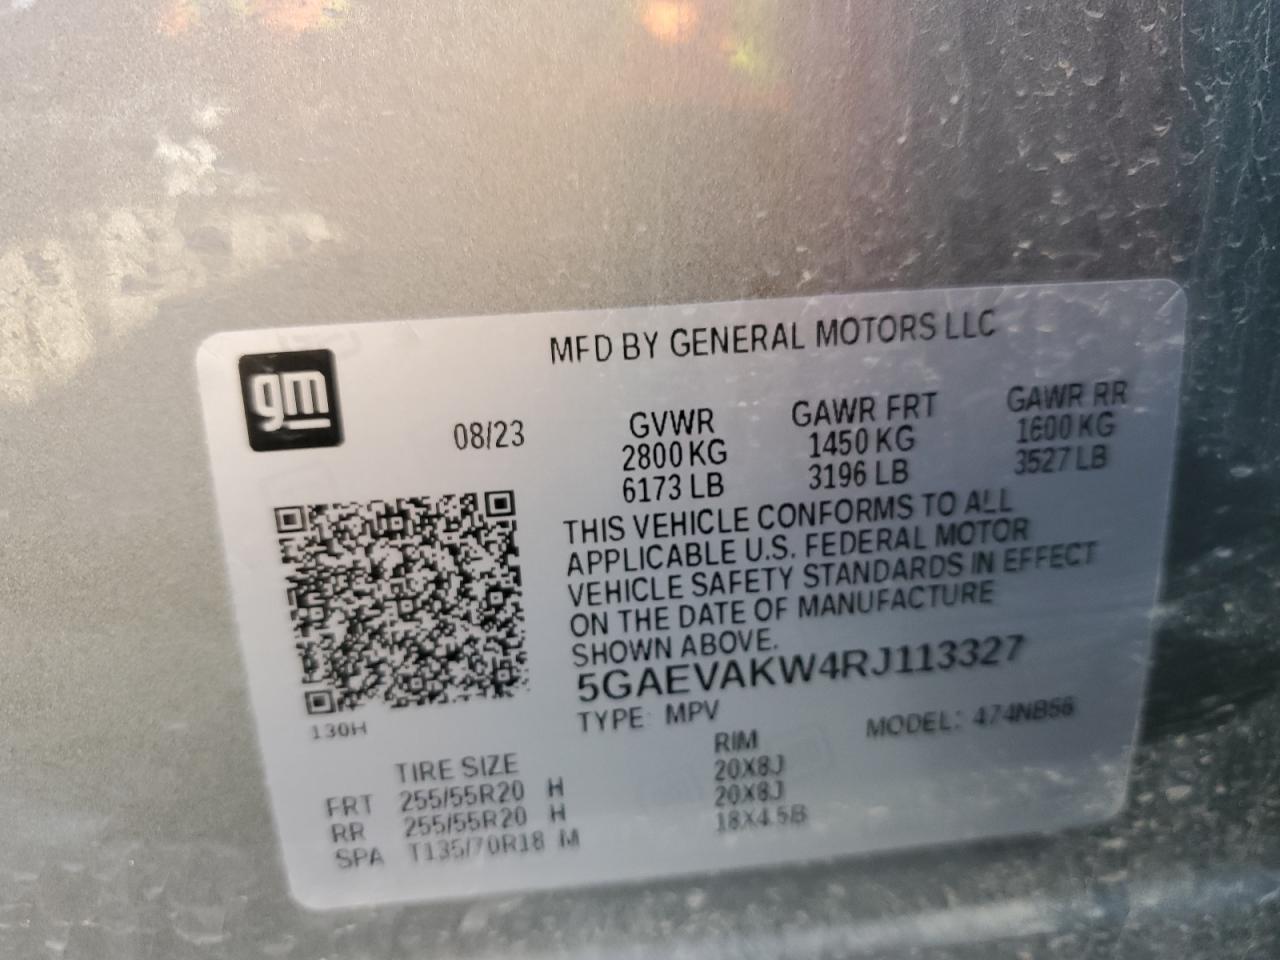 MFD BY GENERAL MOTORS LLC
gm
08/23
GVWR GAWR FRT GAWR RR
2800 KG 1450 KG 1600 KG
6173 LB 3196 LB 3527 LB
THIS VEHICLE CONFORMS TO ALL
APPLICABLE U.S. FEDERAL MOTOR
VEHICLE SAFETY STANDARDS IN EFFECT
ON THE DATE OF MANUFACTURE
SHOWN ABOVE.
5GAEVAKW4RJ113327
130H
TYPE: MPV MODEL: 474NB56
TIRE SIZE RIM
FRT 255/55R20 H 20X8J
RR 255/55R20 H 20X8J
SPA T135/70R18 M 18X4.5B